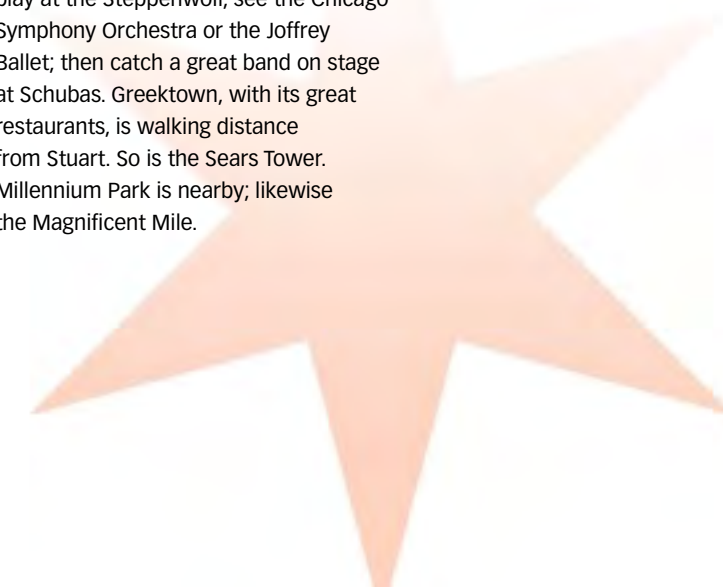 play at the Steppenwolf, see the Chicago
Symphony Orchestra or the Joffrey
Ballet; then catch a great band on stage
at Schubas. Greektown, with its great
restaurants, is walking distance
from Stuart. So is the Sears Tower.
Millennium Park is nearby; likewise
the Magnificent Mile.